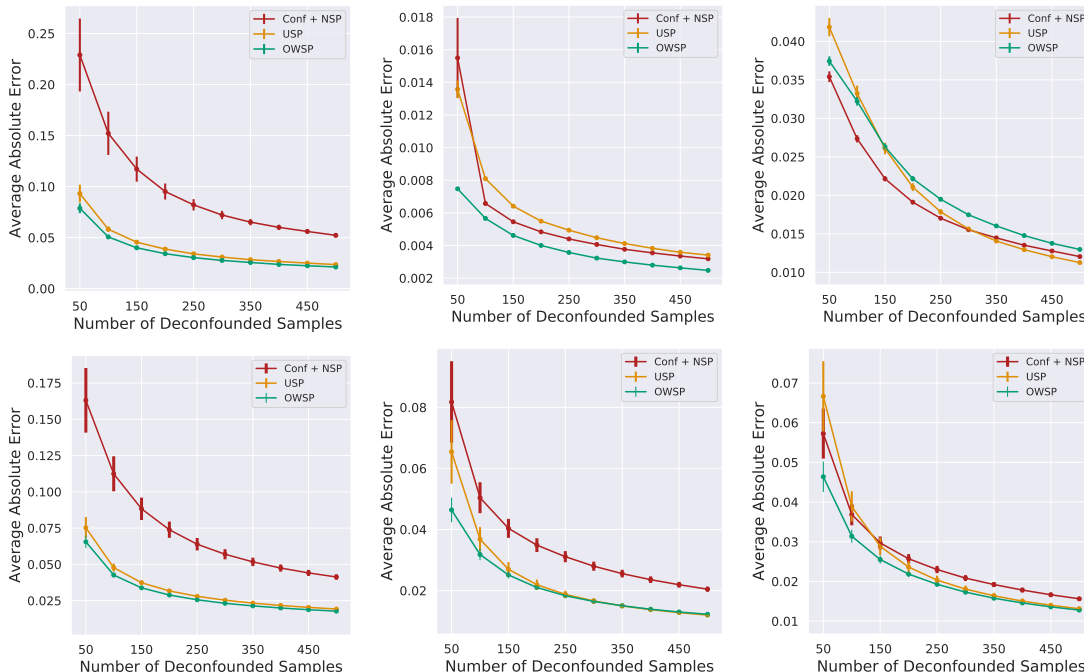 Conf + NSP
USP
OWSP
0.25
0.20
0.15
0.10
0.05
0.00
Average Absolute Error
50
150
250
350
450
Number of Deconfounded Samples
Conf + NSP
USP
OWSP
0.018
0.016
0.014
0.012
0.010
0.008
0.006
0.004
0.002
Average Absolute Error
50
150
250
350
450
Number of Deconfounded Samples
Conf + NSP
USP
OWSP
0.040
0.035
0.030
0.025
0.020
0.015
0.010
Average Absolute Error
50
150
250
350
450
Number of Deconfounded Samples
Conf + NSP
USP
OWSP
0.175
0.150
0.125
0.100
0.075
0.050
0.025
Average Absolute Error
50
150
250
350
450
Number of Deconfounded Samples
Conf + NSP
USP
OWSP
0.08
0.06
0.04
0.02
Average Absolute Error
50
150
250
350
450
Number of Deconfounded Samples
Conf + NSP
USP
OWSP
0.07
0.06
0.05
0.04
0.03
0.02
0.01
Average Absolute Error
50
150
250
350
450
Number of Deconfounded Samples